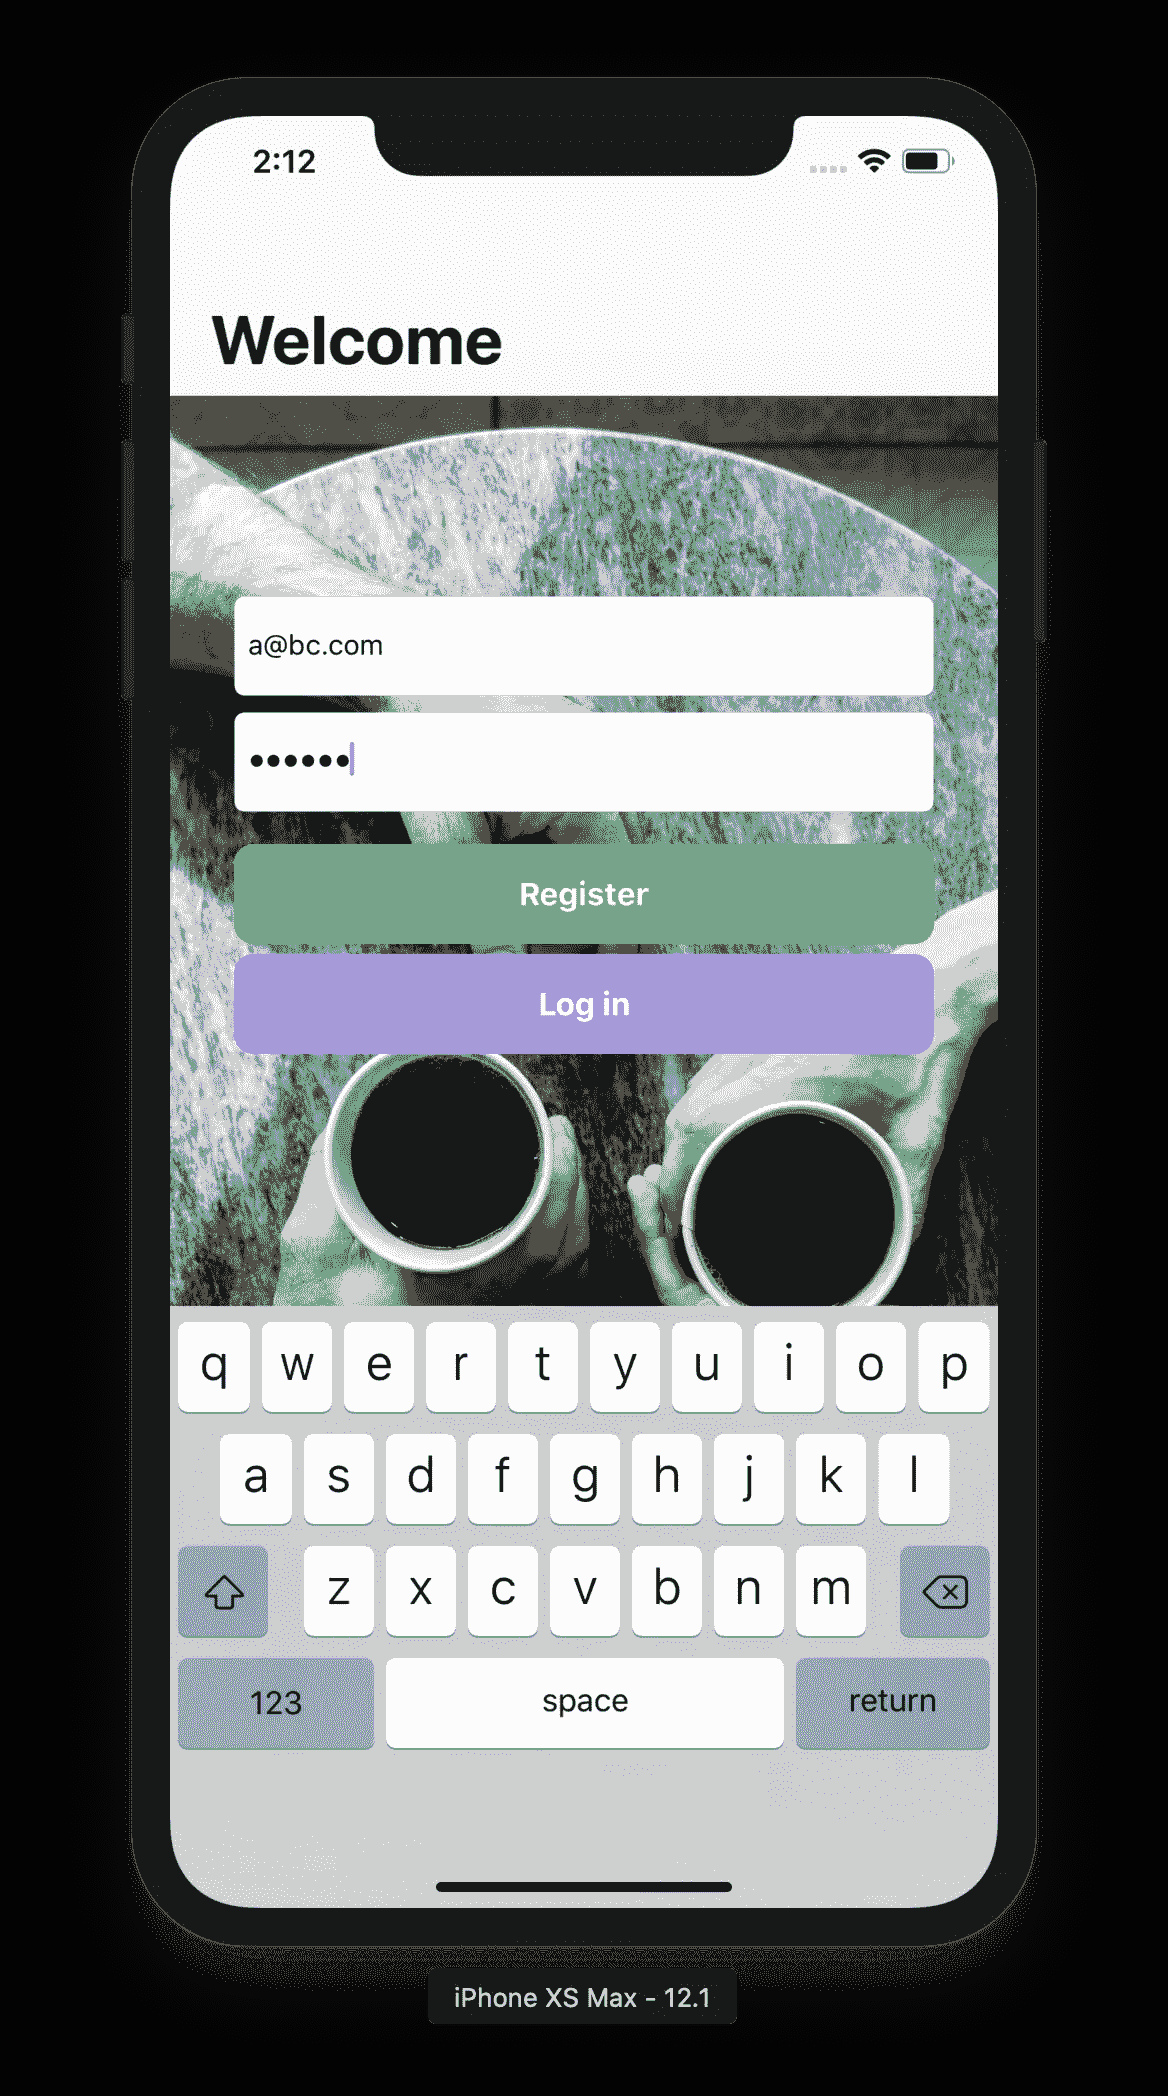 2:12
Welcome
a@bc.com
••••••
Register
Log in
q w e r t y u i o p
a s d f g h j k l
z x c v b n m
123 space return
iPhone XS Max - 12.1